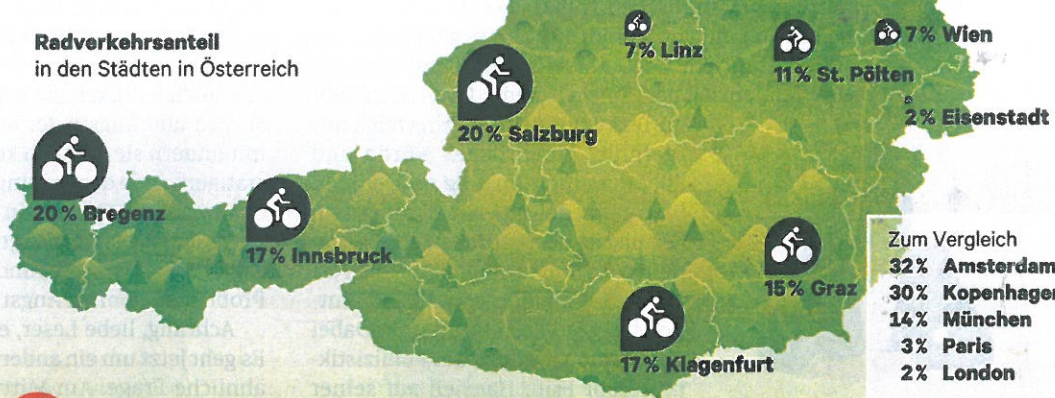 Radverkehrsanteil
in den Städten in Österreich
7% Linz
7% Wien
11% St. Pölten
2% Eisenstadt
20% Salzburg
20% Bregenz
17% Innsbruck
15% Graz
17% Klagenfurt
Zum Vergleich
32% Amsterdam
30% Kopenhagen
14% München
3% Paris
2% London